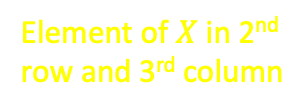 Element of X in 2nd
row and 3rd column